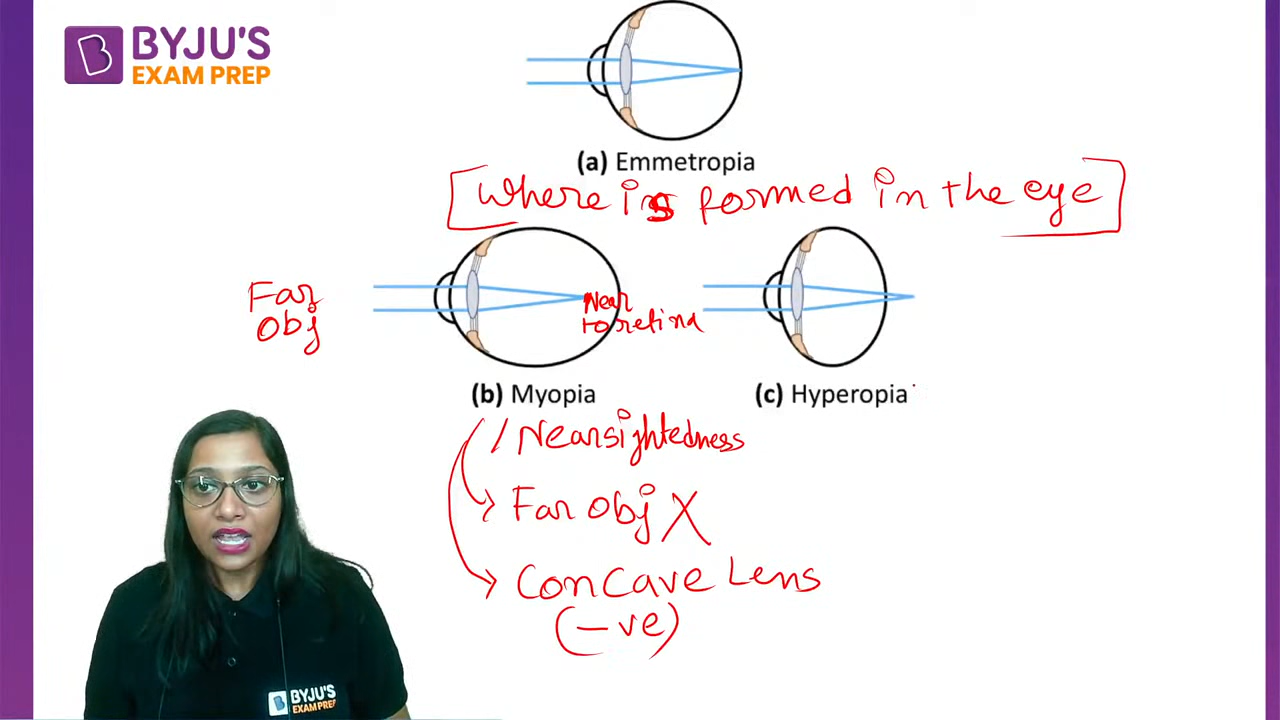 BYJU'S
EXAM PREP
(a) Emmetropia
where is formed in the eye
Far
Obj
Near
to retina
(b) Myopia
(c) Hyperopia
/ Nearsightedness
Far Obj X
Concave Lens
(-ve)
BYJU'S
EXAM PREP